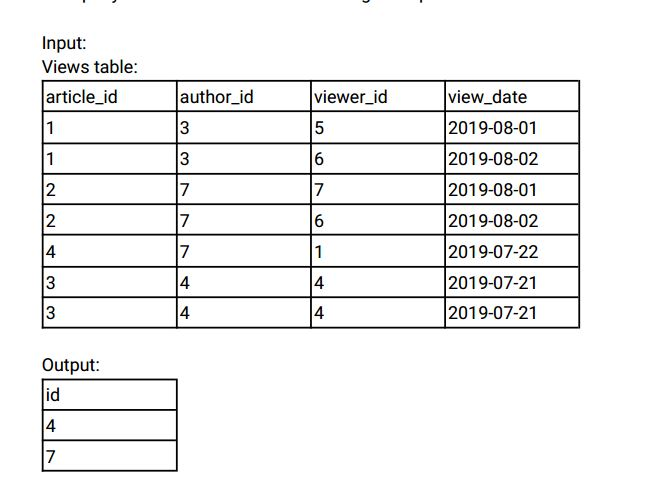 Input:
Views table:
article_id author_id viewer_id view_date
1 3 5 2019-08-01
1 3 6 2019-08-02
2 7 7 2019-08-01
2 7 6 2019-08-02
4 7 1 2019-07-22
3 4 4 2019-07-21
3 4 4 2019-07-21
Output:
id
4
7